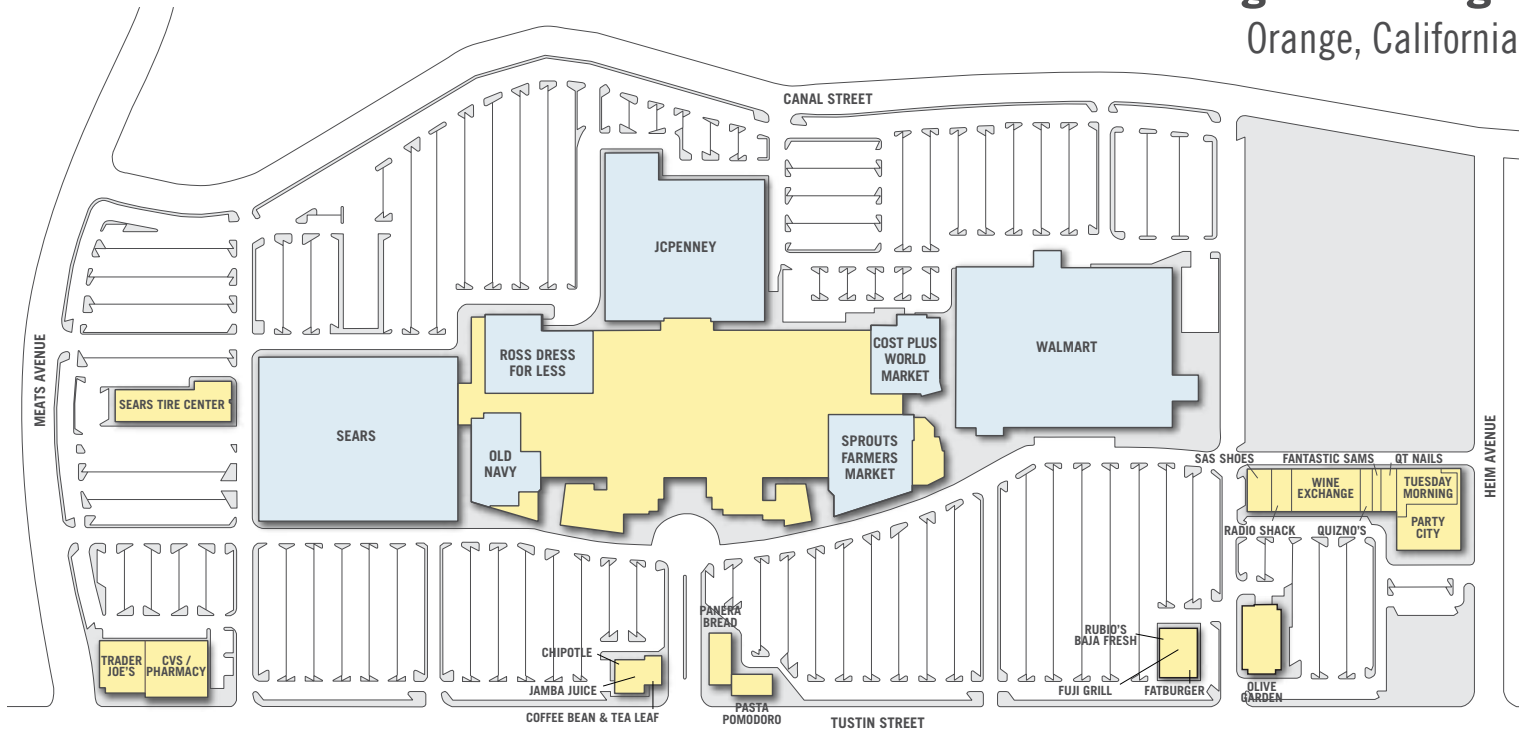 Orange, California
CANAL STREET
JCPENNEY
MEATS AVENUE
ROSS DRESS
FOR LESS
COST PLUS
WORLD
MARKET
WALMART
SEARS TIRE CENTER
SEARS
OLD
NAVY
SPROUTS
FARMERS
MARKET
HEIM AVENUE
SAS SHOES
FANTASTIC SAMS
QT NAILS
WINE
EXCHANGE
TUESDAY
MORNING
PARTY
CITY
RADIO SHACK
QUIZNO'S
TRADER
JOE'S
CVS /
PHARMACY
CHIPOTLE
JAMBA JUICE
COFFEE BEAN & TEA LEAF
PANERA
BREAD
PASTA
POMODORO
RUBIO'S
BAJA FRESH
FUJI GRILL
FATBURGER
OLIVE
GARDEN
TUSTIN STREET